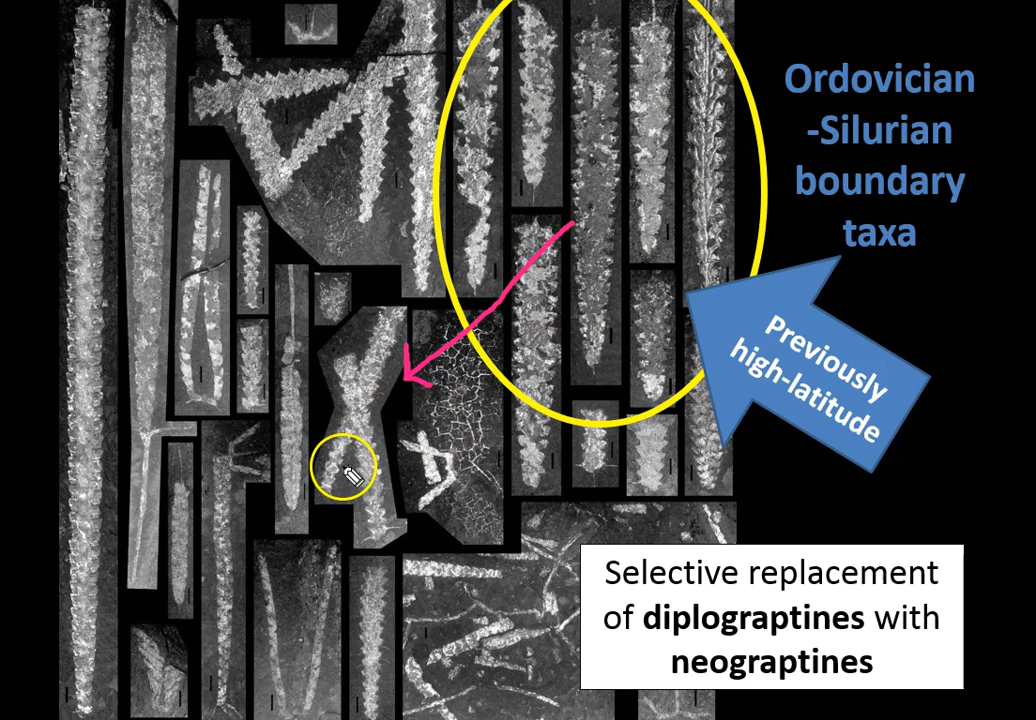 Ordovician
-Silurian
boundary
taxa
Previously
high-latitude
Selective replacement
of diplograptines with
neograptines